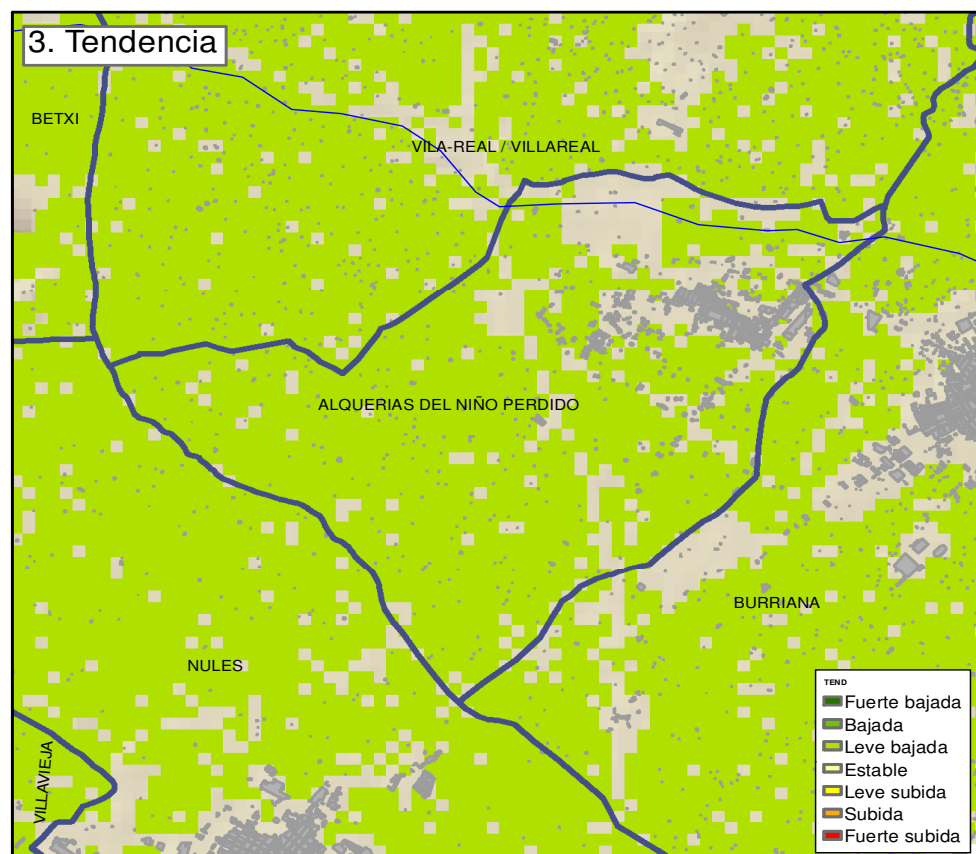 3. Tendencia
BETXI
VILA-REAL / VILLAREAL
ALQUERIAS DEL NIÑO PERDIDO
BURRIANA
NULES
VILLAVIEJA
TEND
Fuerte bajada
Bajada
Leve bajada
Estable
Leve subida
Subida
Fuerte subida